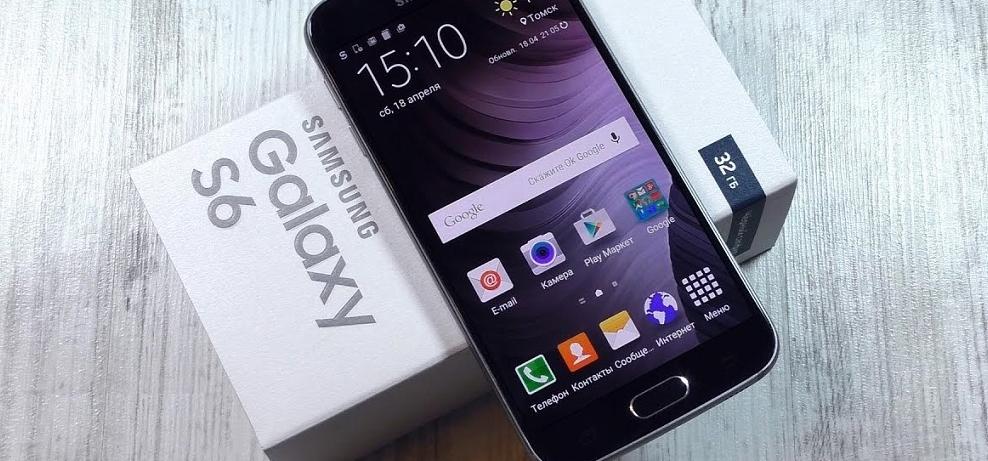 SAMSUNG
Galaxy
S6
15:10
сб, 18 апреля
Томск
Обновл. 18.04 21:05
Google
Скажите Ok Google
E-mail
Камера
Play Маркет
Google
Телефон
Контакты
Сообще...
Интернет
Меню
32 ГБ